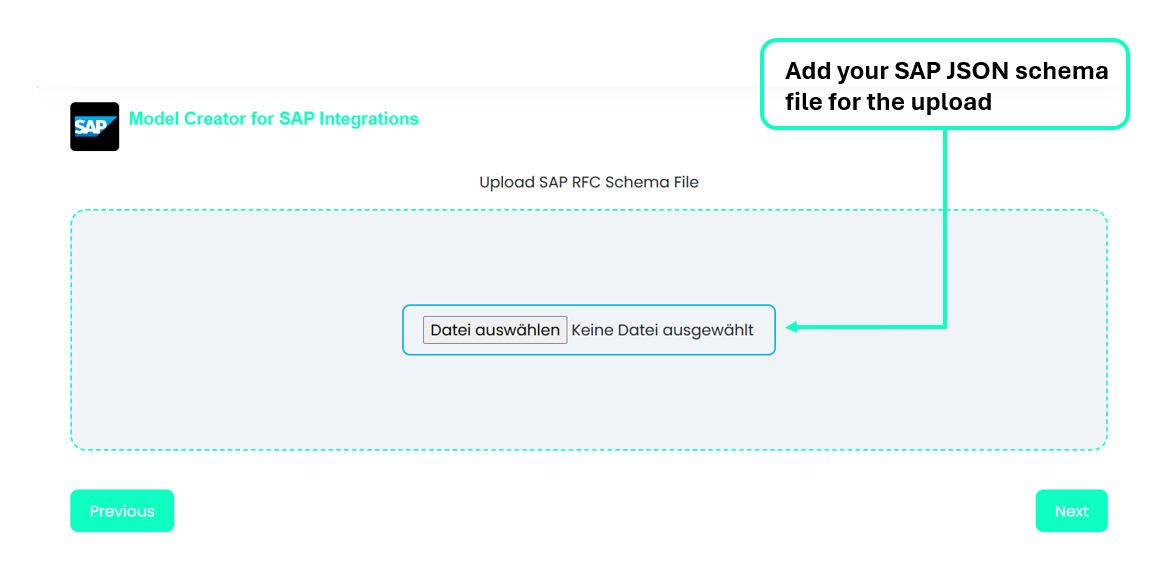 Add your SAP JSON schema
file for the upload
SAP
Model Creator for SAP Integrations
Upload SAP RFC Schema File
Datei auswählen Keine Datei ausgewählt
Previous
Next